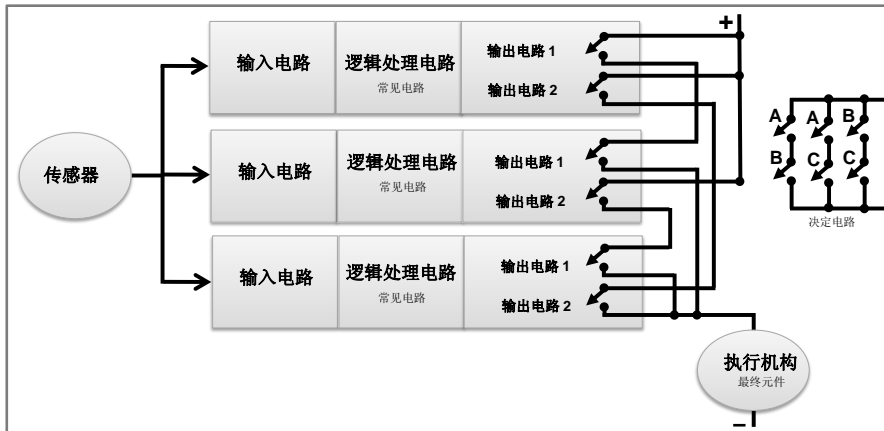 +
输入电路
逻辑处理电路
常见电路
输出电路 1
输出电路 2
传感器
输入电路
逻辑处理电路
常见电路
输出电路 1
输出电路 2
输入电路
逻辑处理电路
常见电路
输出电路 1
输出电路 2
A A B
B C C
决定电路
执行机构
最终元件
−